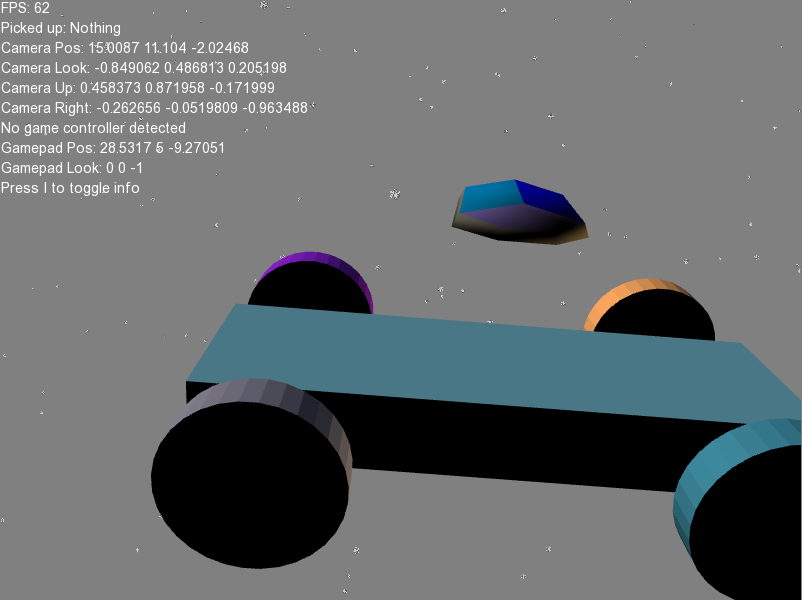 FPS: 62
Picked up: Nothing
Camera Pos: 15.0087 11.104 -2.02468
Camera Look: -0.849062 0.486813 0.205198
Camera Up: 0.458373 0.871958 -0.171999
Camera Right: -0.262656 -0.0519809 -0.963488
No game controller detected
Gamepad Pos: 28.5317 5 -9.27051
Gamepad Look: 0 0 -1
Press I to toggle info